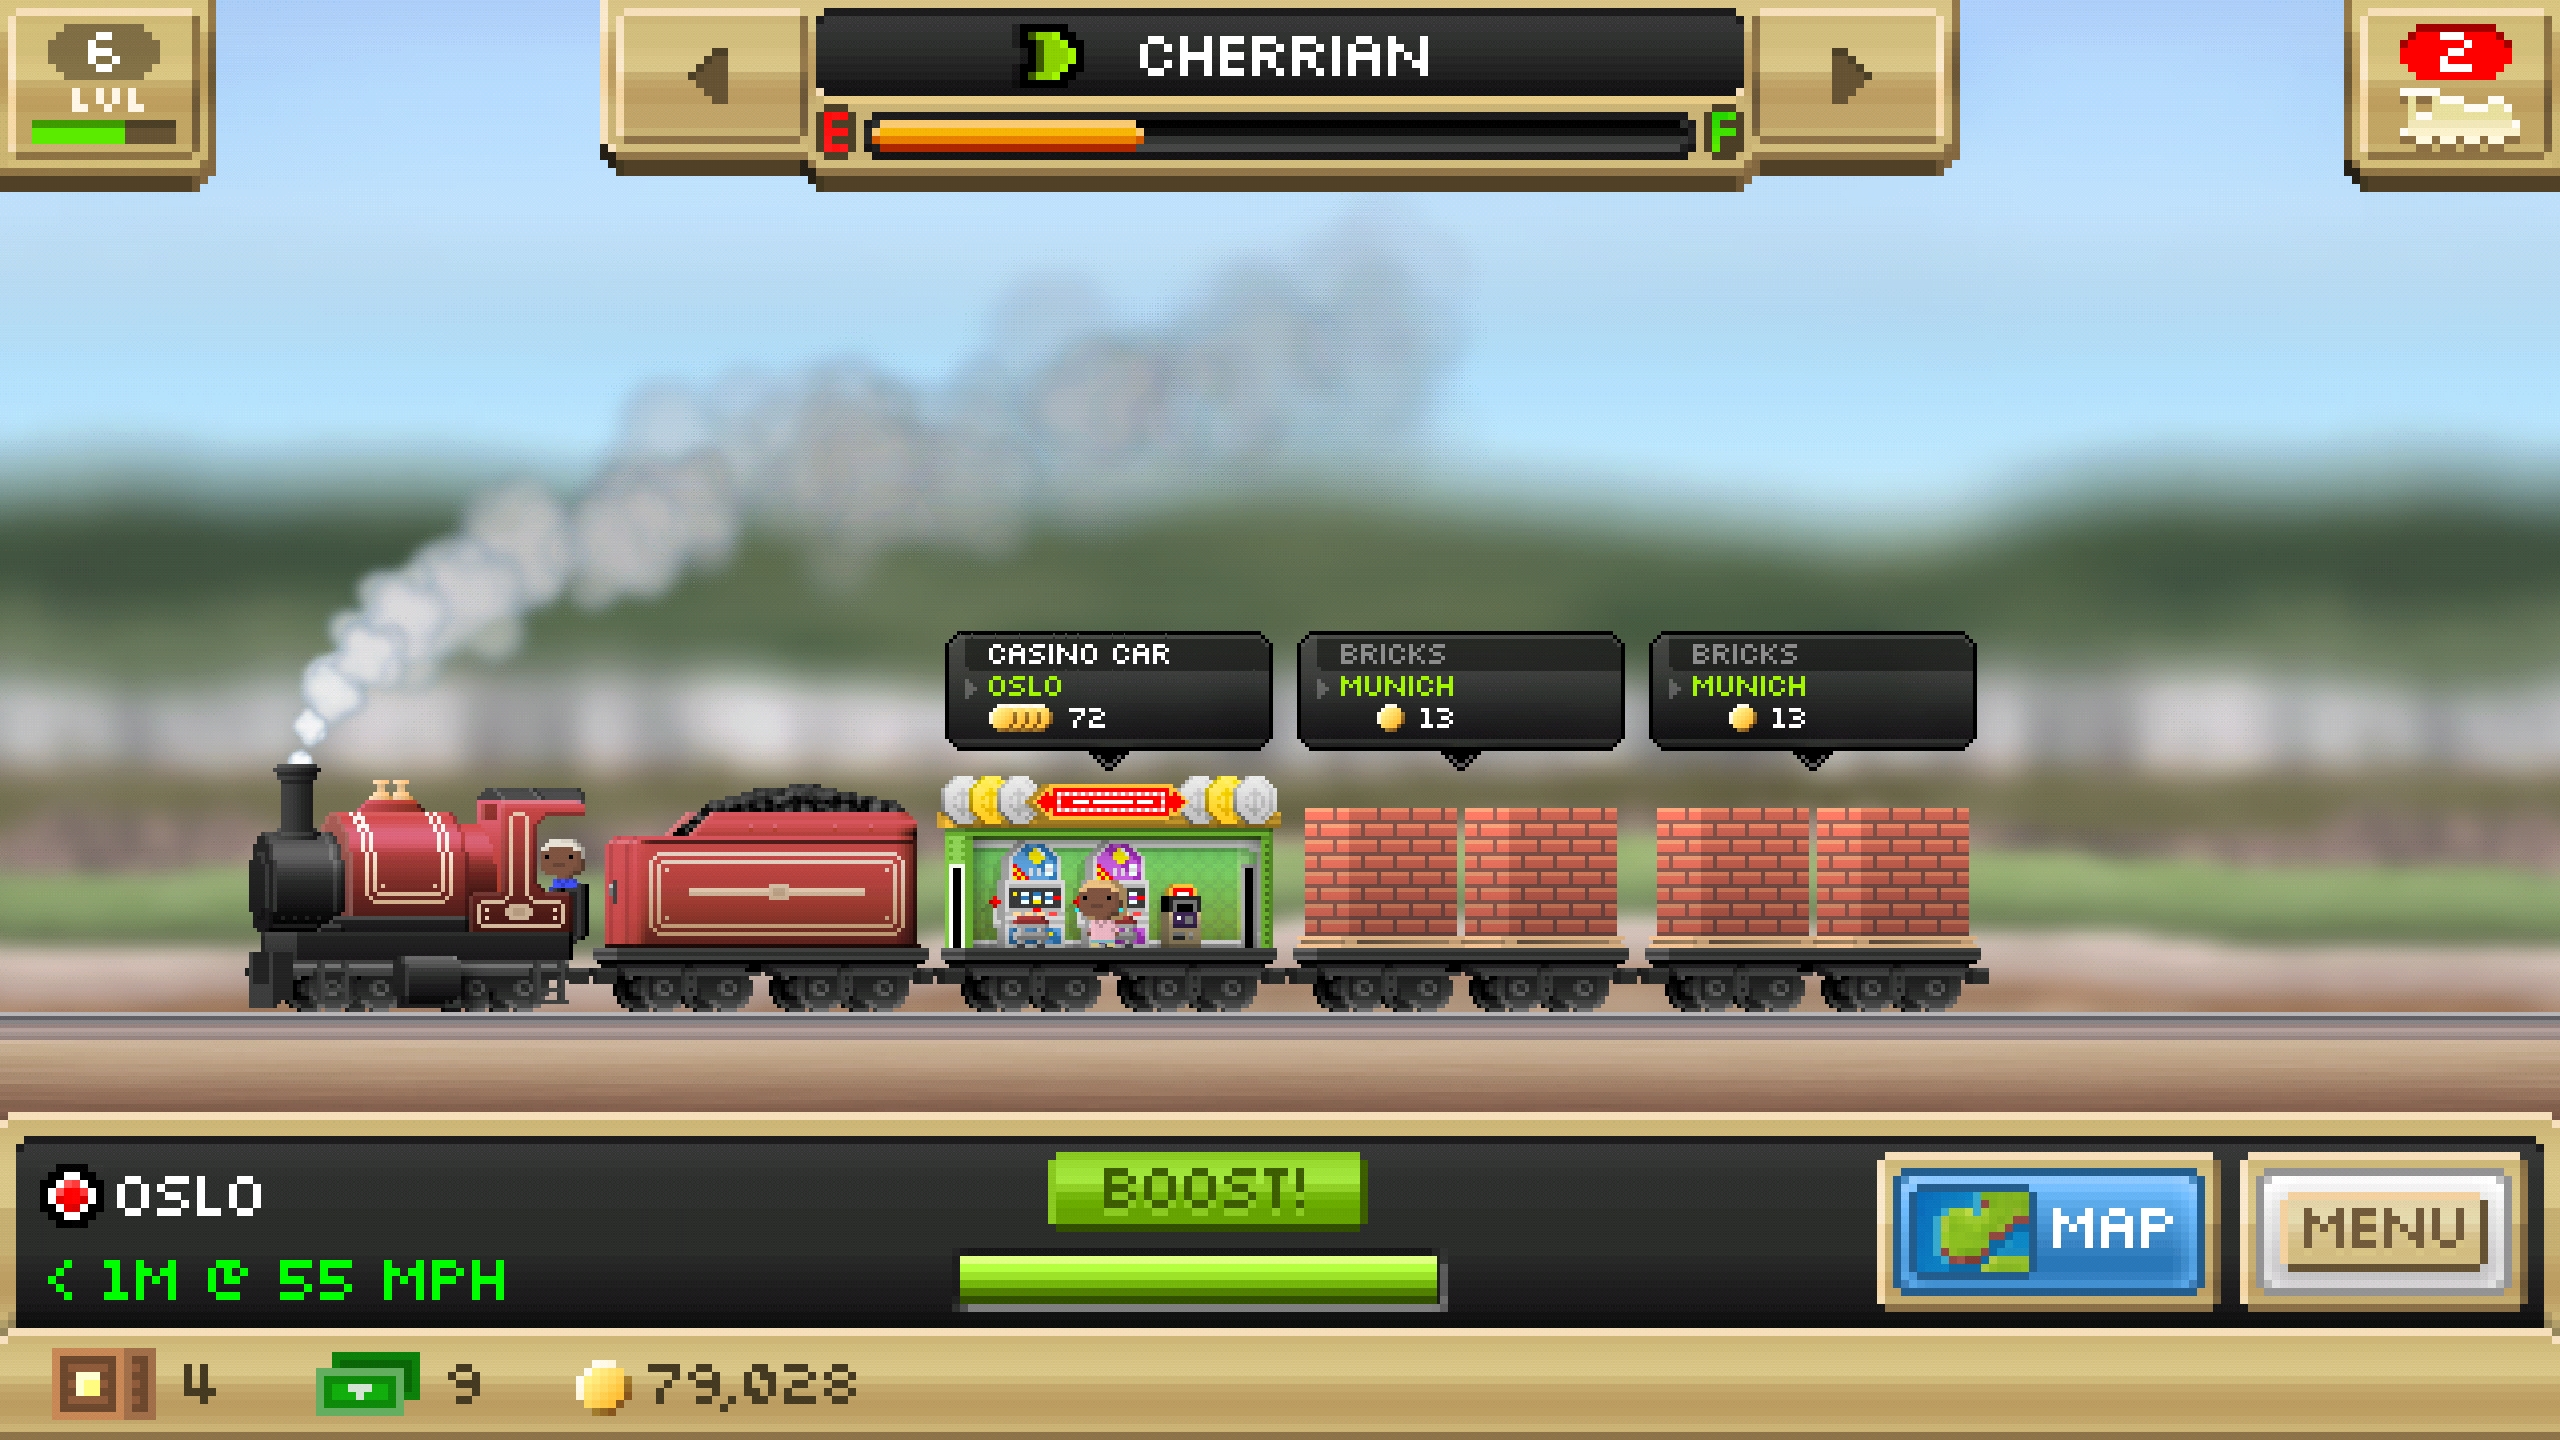 6
LVL
CHERRIAN
E F
2
CASINO CAR
OSLO
72
BRICKS
MUNICH
13
BRICKS
MUNICH
13
OSLO
< 1M @ 55 MPH
BOOST!
MAP
MENU
4 9 79,028